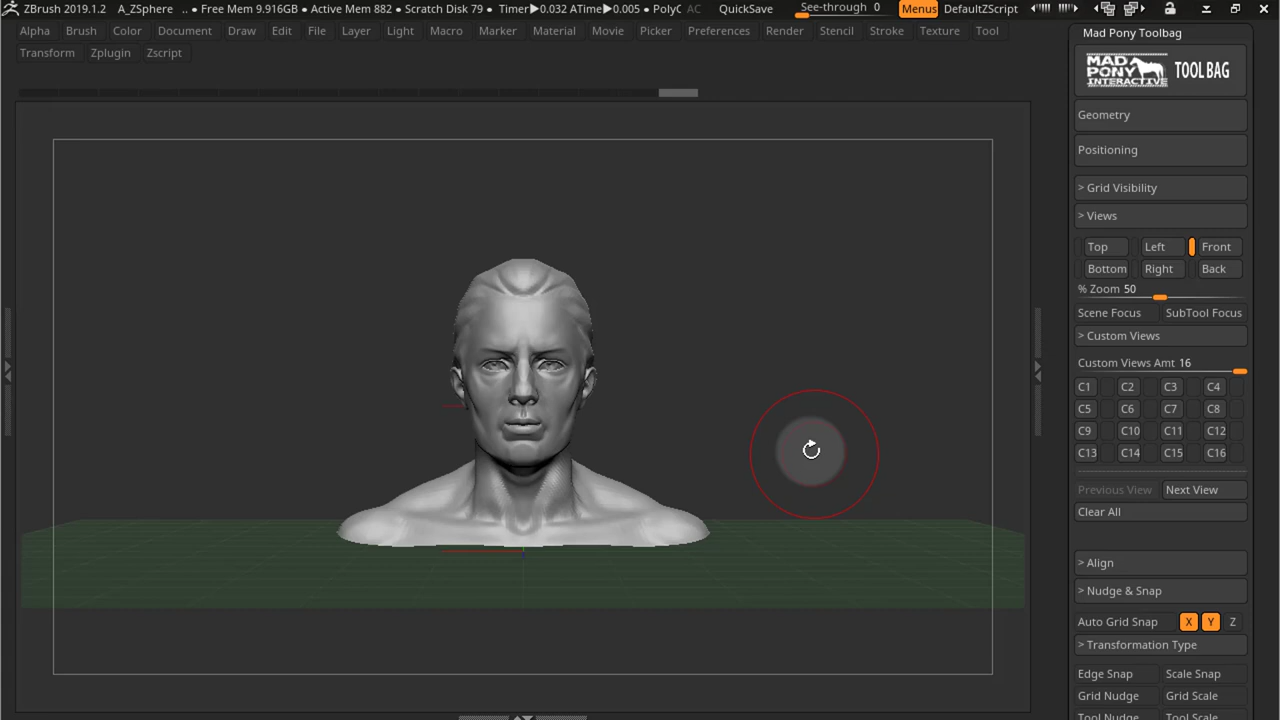 ZBrush 2019.1.2 A_ZSphere .. ● Free Mem 9.916GB ● Active Mem 882 ● Scratch Disk 79 ● Timer▶0.032 ATime▶0.005 ● PolyC AC QuickSave See-through 0 Menus DefaultZScript
Alpha Brush Color Document Draw Edit File Layer Light Macro Marker Material Movie Picker Preferences Render Stencil Stroke Texture Tool
Transform Zplugin Zscript
Mad Pony Toolbag
MAD PONY INTERACTIVE TOOL BAG
Geometry
Positioning
> Grid Visibility
> Views
Top Left Front
Bottom Right Back
% Zoom 50
Scene Focus SubTool Focus
> Custom Views
Custom Views Amt 16
C1 C2 C3 C4
C5 C6 C7 C8
C9 C10 C11 C12
C13 C14 C15 C16
Previous View Next View
Clear All
> Align
> Nudge & Snap
Auto Grid Snap X Y Z
> Transformation Type
Edge Snap Scale Snap
Grid Nudge Grid Scale
Tool Nudge Tool Scale